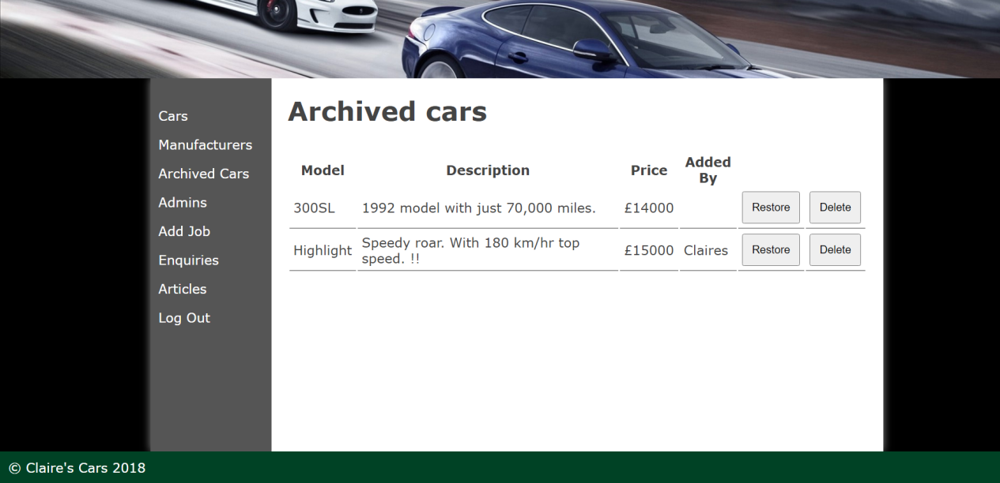 Cars
Manufacturers
Archived Cars
Admins
Add Job
Enquiries
Articles
Log Out
Archived cars
Model Description Price Added
By
300SL 1992 model with just 70,000 miles. £14000 Restore Delete
Highlight Speedy roar. With 180 km/hr top
speed. !! £15000 Claires Restore Delete
© Claire's Cars 2018